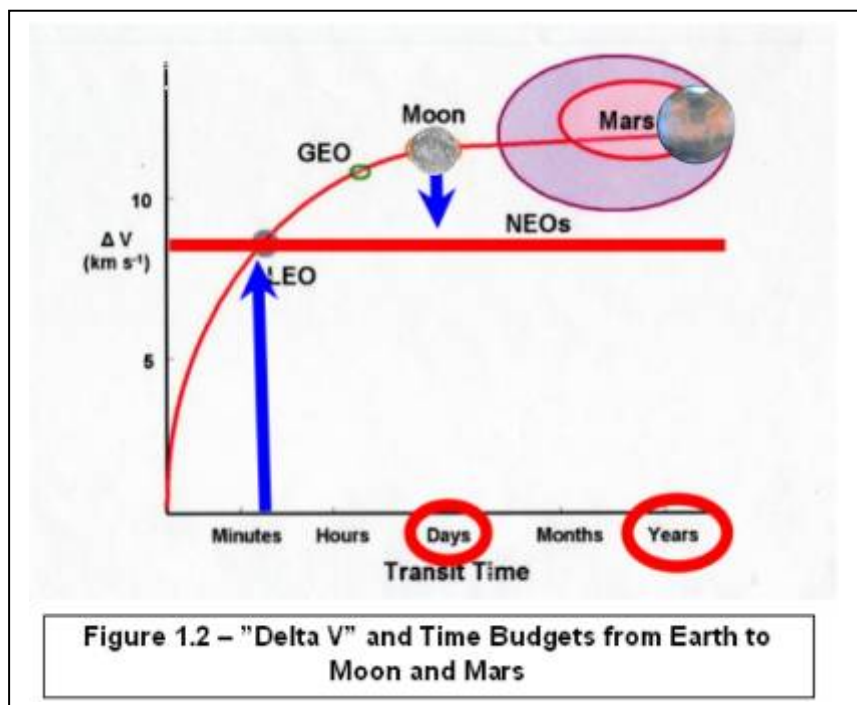 Moon
Mars
GEO
10
NEOs
Δ V
(km s⁻¹)
LEO
5
Minutes Hours Days Months Years
Transit Time
Figure 1.2 – ”Delta V” and Time Budgets from Earth to
Moon and Mars